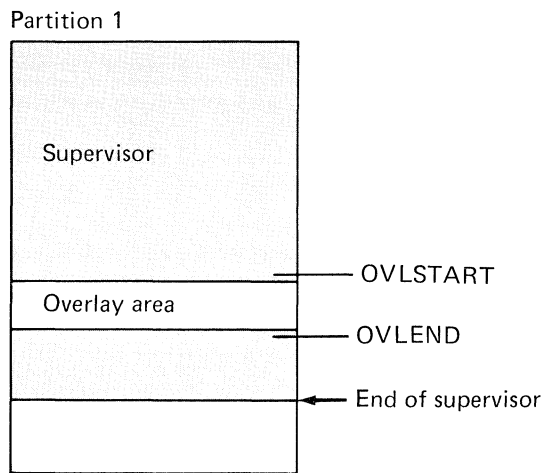 Partition 1
Supervisor
OVLSTART
Overlay area
OVLEND
End of supervisor